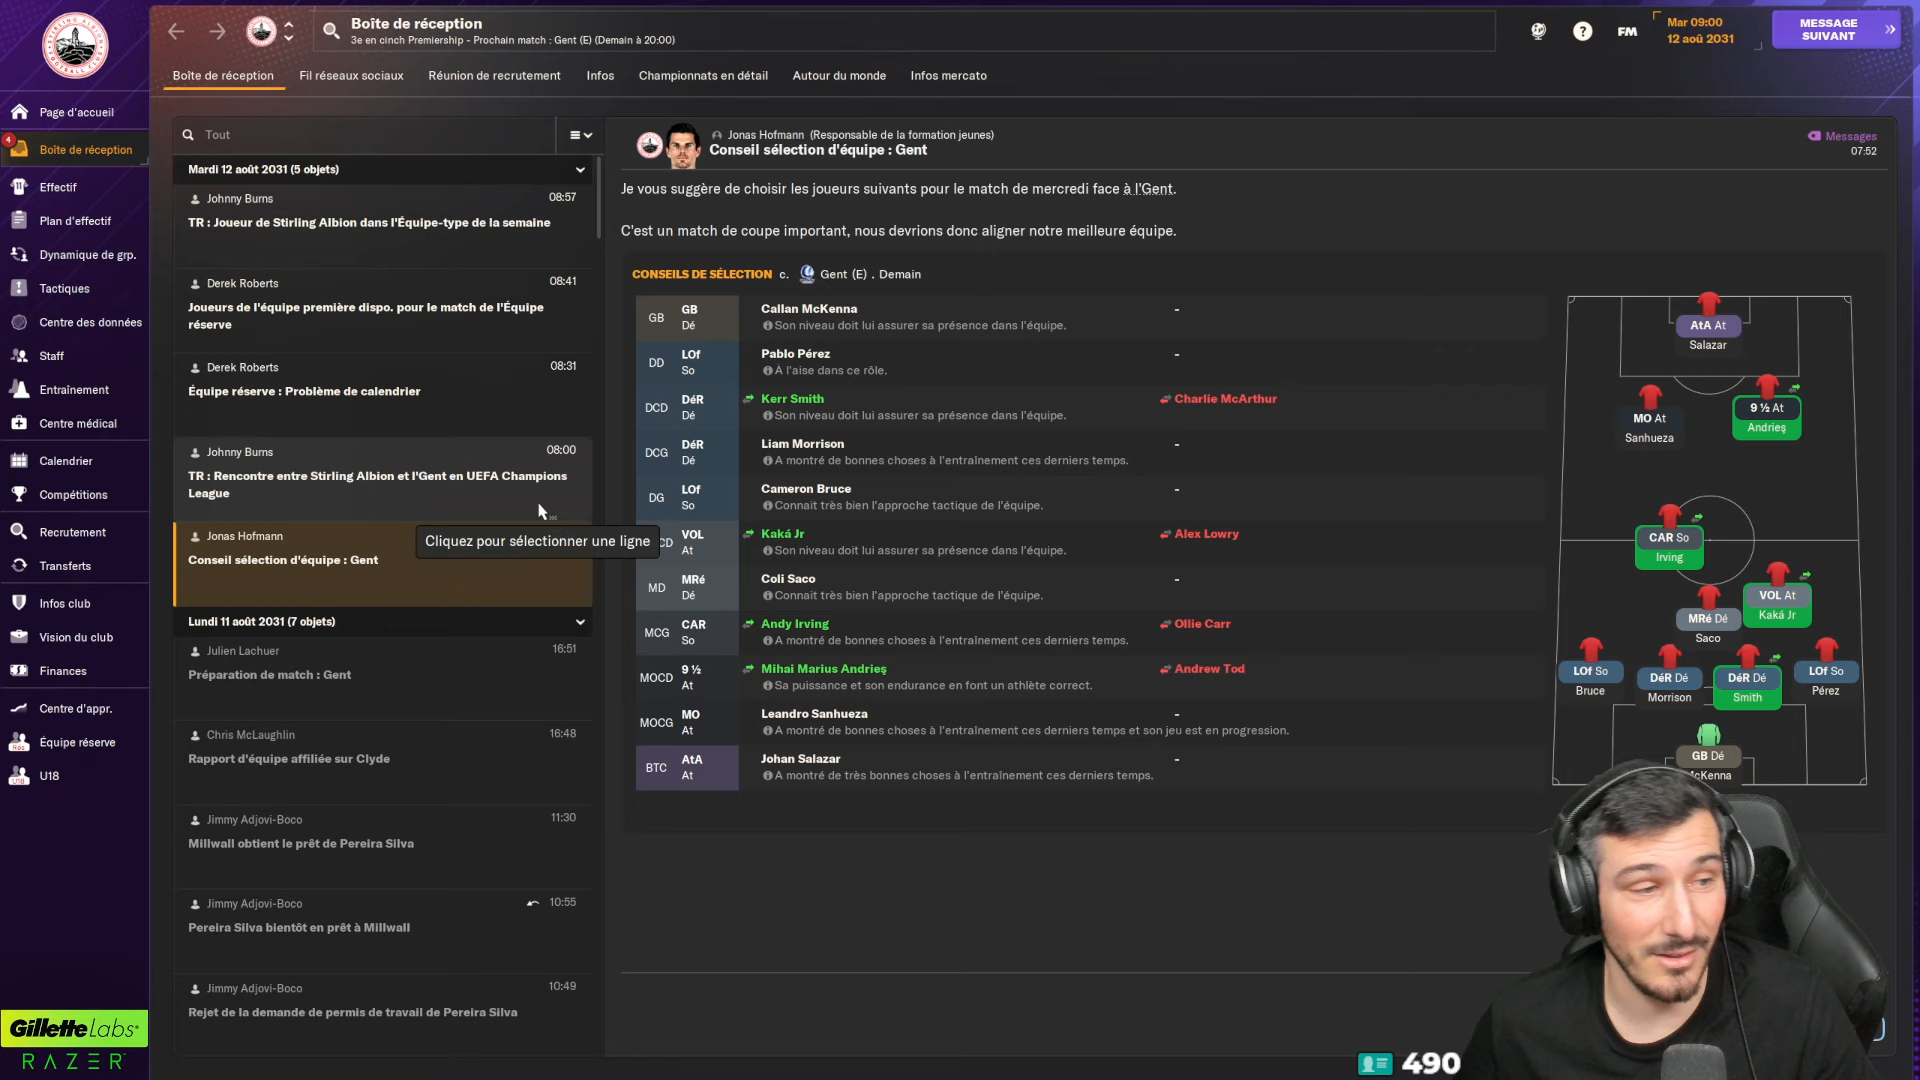 Boîte de réception
3e en cinch Premiership - Prochain match : Gent (E) (Demain à 20:00)
FM
Mar 09:00
12 aoû 2031
MESSAGE
SUIVANT
Boîte de réception
Fil réseaux sociaux
Réunion de recrutement
Infos
Championnats en détail
Autour du monde
Infos mercato
Page d'accueil
4
Boîte de réception
Effectif
Plan d'effectif
Dynamique de grp.
Tactiques
Centre des données
Staff
Entraînement
Centre médical
Calendrier
Compétitions
Recrutement
Transferts
Infos club
Vision du club
Finances
Centre d'appr.
Équipe réserve
U18
GilletteLabs
RAZER
Tout
Mardi 12 août 2031 (5 objets)
Johnny Burns
08:57
TR : Joueur de Stirling Albion dans l'Équipe-type de la semaine
Derek Roberts
08:41
Joueurs de l'équipe première dispo. pour le match de l'Équipe
réserve
Derek Roberts
08:31
Équipe réserve : Problème de calendrier
Johnny Burns
08:00
TR : Rencontre entre Stirling Albion et l'Gent en UEFA Champions
League
Jonas Hofmann
Conseil sélection d'équipe : Gent
Cliquez pour sélectionner une ligne
Lundi 11 août 2031 (7 objets)
Julien Lachuer
16:51
Préparation de match : Gent
Chris McLaughlin
16:48
Rapport d'équipe affiliée sur Clyde
Jimmy Adjovi-Boco
11:30
Millwall obtient le prêt de Pereira Silva
Jimmy Adjovi-Boco
10:55
Pereira Silva bientôt en prêt à Millwall
Jimmy Adjovi-Boco
10:49
Rejet de la demande de permis de travail de Pereira Silva
Jonas Hofmann (Responsable de la formation jeunes)
Conseil sélection d'équipe : Gent
Messages
07:52
Je vous suggère de choisir les joueurs suivants pour le match de mercredi face à l'Gent.
C'est un match de coupe important, nous devrions donc aligner notre meilleure équipe.
CONSEILS DE SÉLECTION c. Gent (E) . Demain
GB GB Dé Callan McKenna -
Son niveau doit lui assurer sa présence dans l'équipe.
DD LOf So Pablo Pérez -
À l'aise dans ce rôle.
DCD DéR Dé Kerr Smith Charlie McArthur
Son niveau doit lui assurer sa présence dans l'équipe.
DCG DéR Dé Liam Morrison -
A montré de bonnes choses à l'entraînement ces derniers temps.
DG LOf So Cameron Bruce -
Connait très bien l'approche tactique de l'équipe.
CD VOL At Kaká Jr Alex Lowry
Son niveau doit lui assurer sa présence dans l'équipe.
MD MRé Dé Coli Saco -
Connait très bien l'approche tactique de l'équipe.
MCG CAR So Andy Irving Ollie Carr
A montré de bonnes choses à l'entraînement ces derniers temps.
MOCD 9 ½ At Mihai Marius Andrieş Andrew Tod
Sa puissance et son endurance en font un athlète correct.
MOCG MO At Leandro Sanhueza -
A montré de bonnes choses à l'entraînement ces derniers temps et son jeu est en progression.
BTC AtA At Johan Salazar -
A montré de très bonnes choses à l'entraînement ces derniers temps.
AtA At
Salazar
MO At
Sanhueza
9 ½ At
Andrieş
CAR So
Irving
VOL At
Kaká Jr
MRé Dé
Saco
LOf So
Bruce
DéR Dé
Morrison
DéR Dé
Smith
LOf So
Pérez
GB Dé
McKenna
490